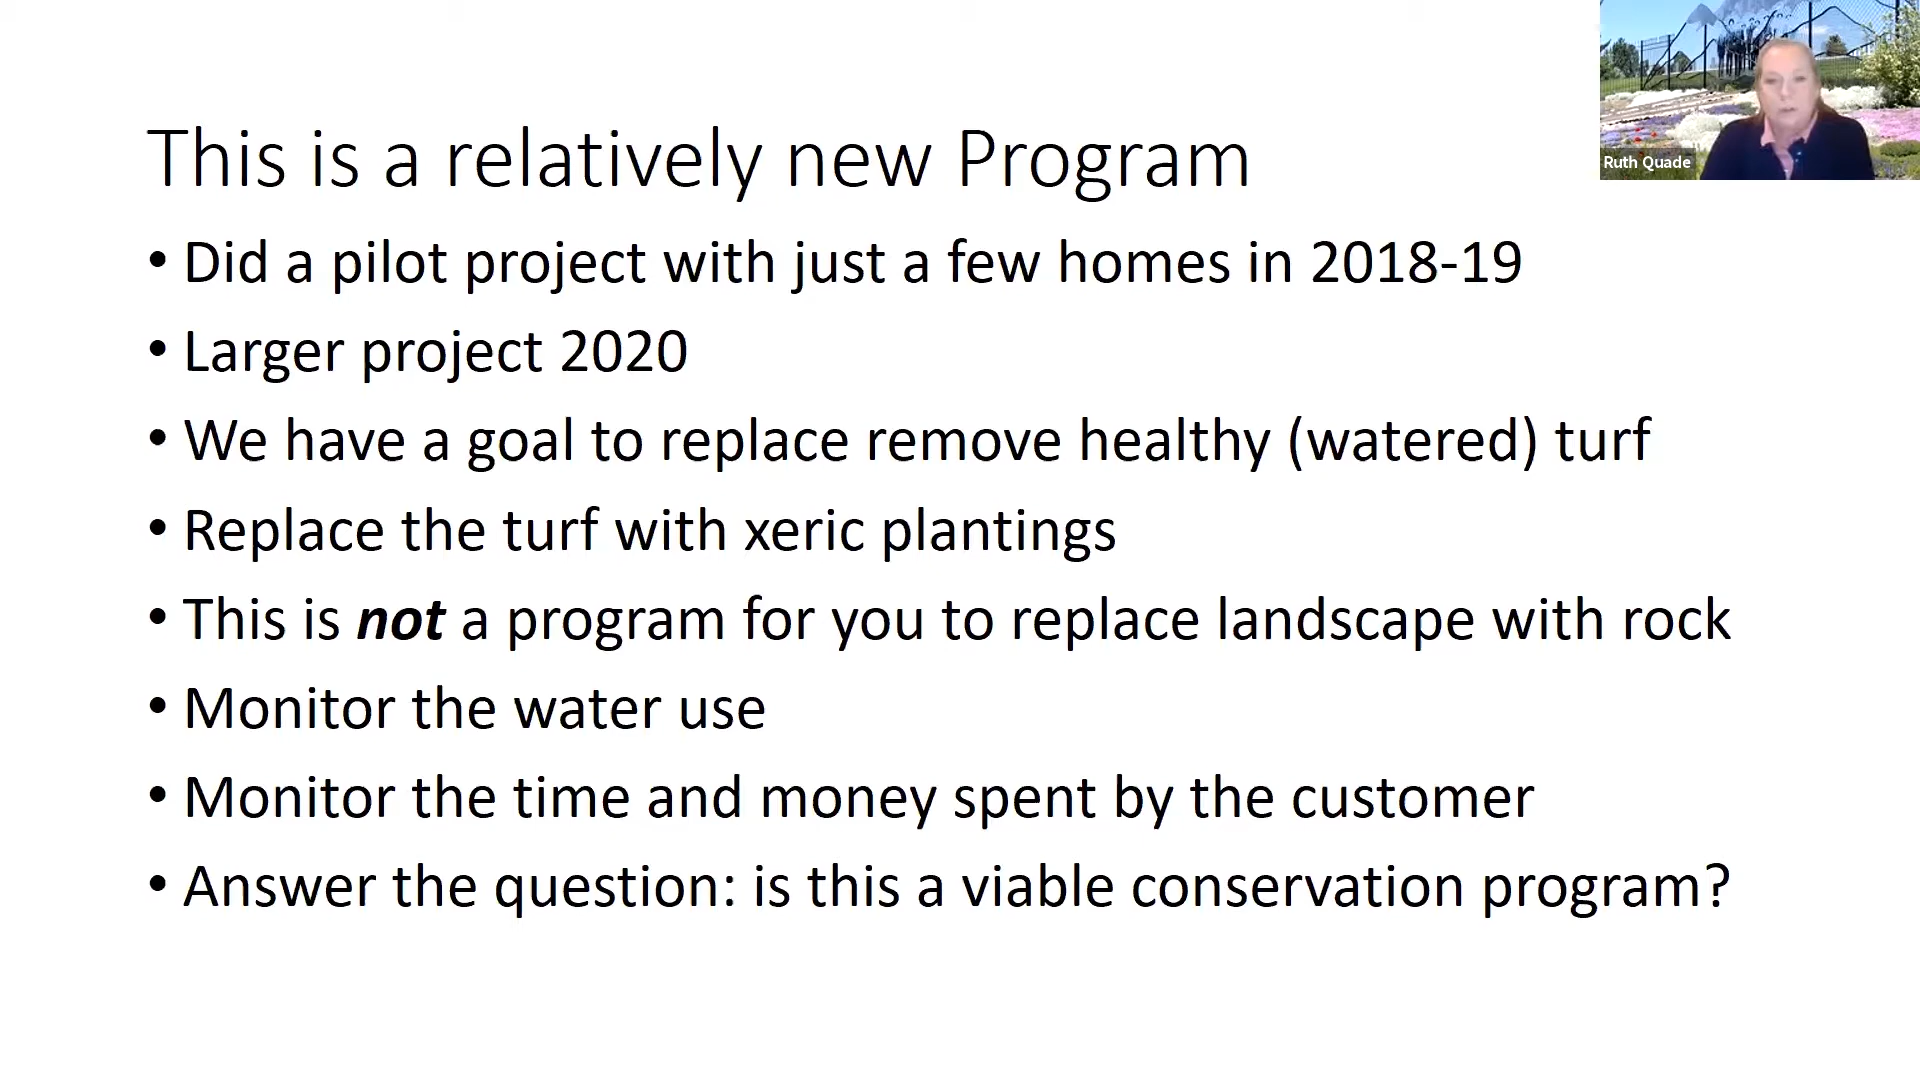 This is a relatively new Program
• Did a pilot project with just a few homes in 2018-19
• Larger project 2020
• We have a goal to replace remove healthy (watered) turf
• Replace the turf with xeric plantings
• This is not a program for you to replace landscape with rock
• Monitor the water use
• Monitor the time and money spent by the customer
• Answer the question: is this a viable conservation program?
Ruth Quade